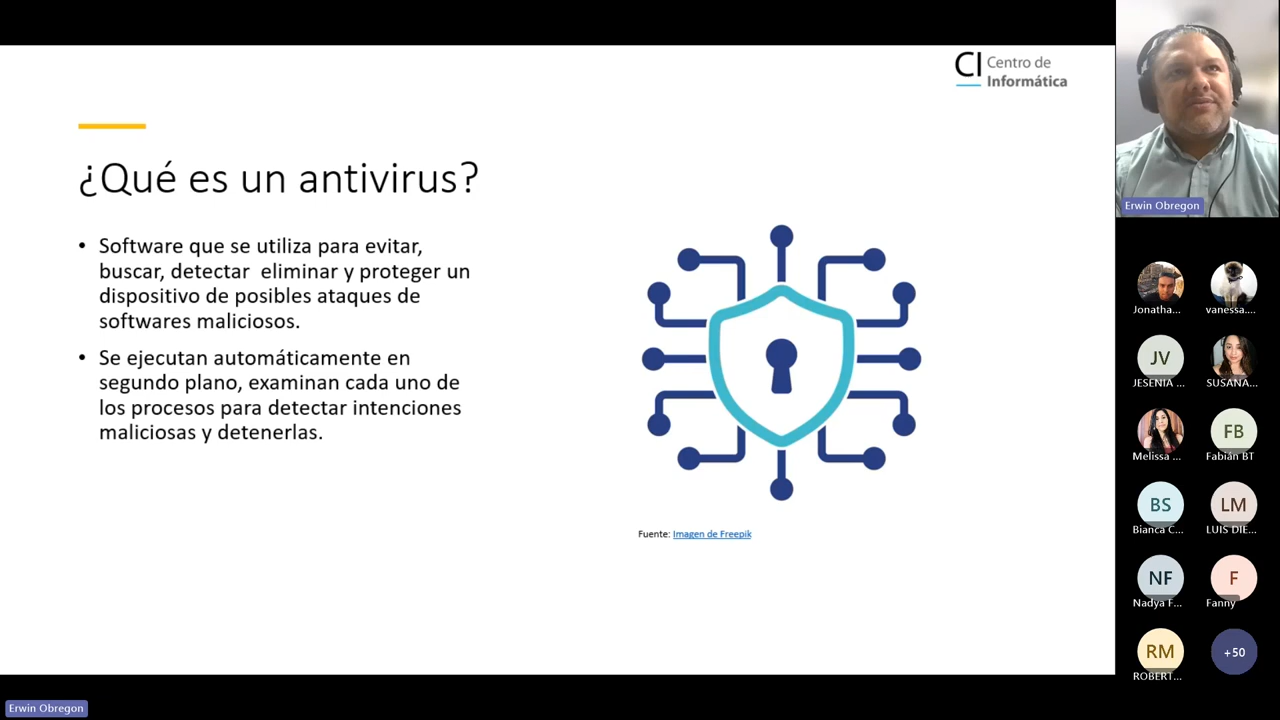 CI Centro de
Informática
¿Qué es un antivirus?
• Software que se utiliza para evitar,
buscar, detectar eliminar y proteger un
dispositivo de posibles ataques de
softwares maliciosos.
• Se ejecutan automáticamente en
segundo plano, examinan cada uno de
los procesos para detectar intenciones
maliciosas y detenerlas.
Fuente: Imagen de Freepik
Erwin Obregon
Jonatha...
vanessa....
JV
JESENIA ...
SUSANA...
Melissa ...
FB
Fabián BT
BS
Bianca C...
LM
LUIS DIE...
NF
Nadya F...
F
Fanny
RM
ROBERT...
+50
Erwin Obregon